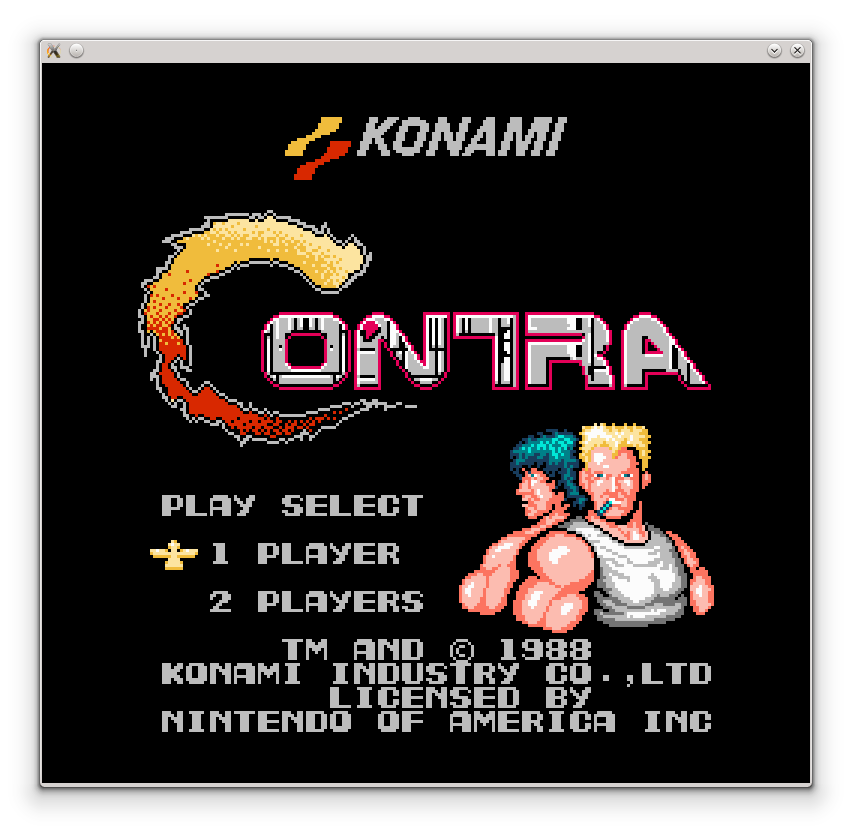 KONAMI
CONTRA
PLAY SELECT
1 PLAYER
2 PLAYERS
TM AND © 1988
KONAMI INDUSTRY CO.,LTD
LICENSED BY
NINTENDO OF AMERICA INC